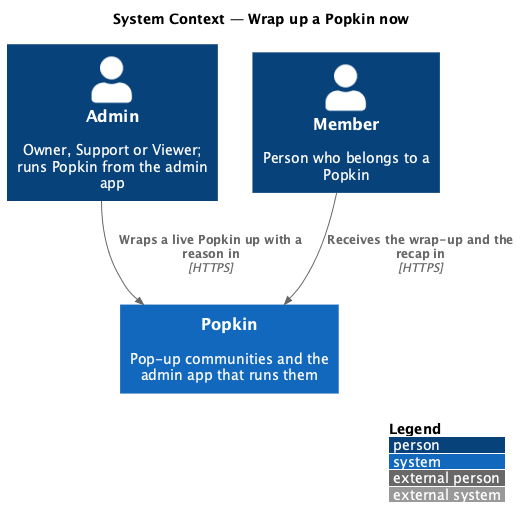 System Context — Wrap up a Popkin now
Admin
Owner, Support or Viewer;
runs Popkin from the admin
app
Member
Person who belongs to a
Popkin
Wraps a live Popkin up with a
reason in
[HTTPS]
Receives the wrap-up and the
recap in
[HTTPS]
Popkin
Pop-up communities and the
admin app that runs them
Legend
person
system
external person
external system